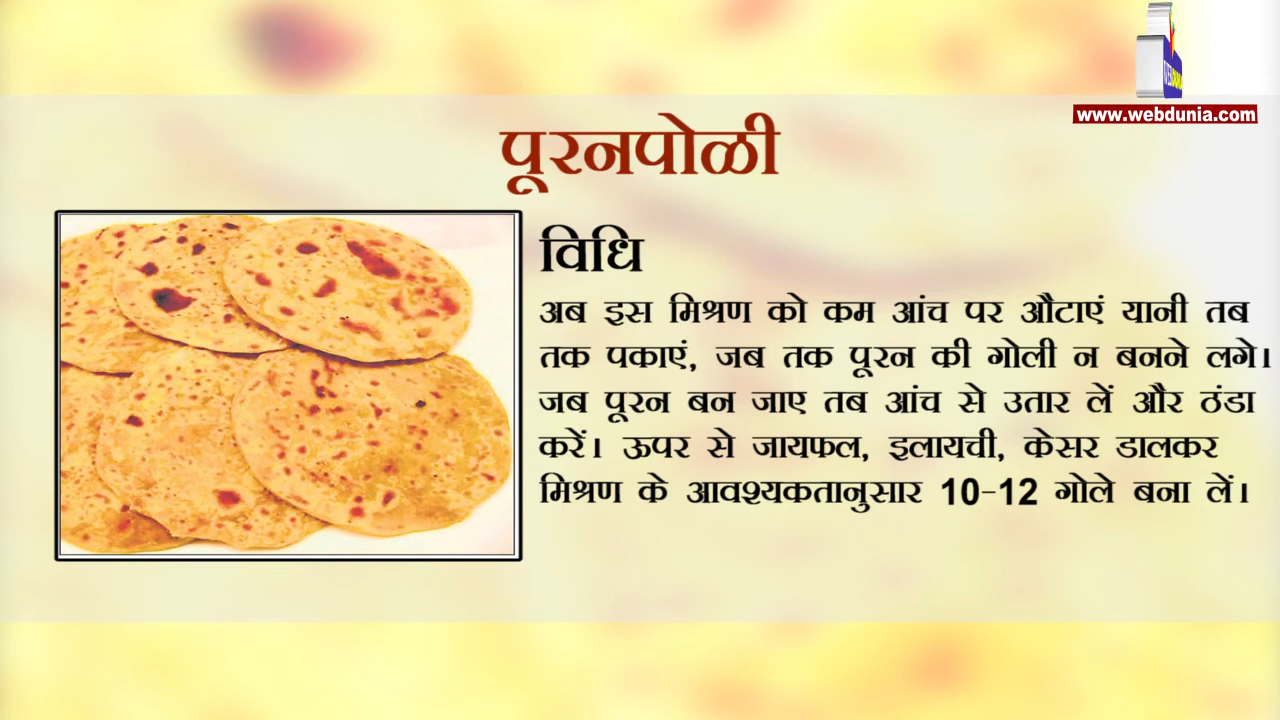 www.webdunia.com
पूरनपोळी
विधि
अब इस मिश्रण को कम आंच पर औटाएं यानी तब
तक पकाएं, जब तक पूरन की गोली न बनने लगे।
जब पूरन बन जाए तब आंच से उतार लें और ठंडा
करें। ऊपर से जायफल, इलायची, केसर डालकर
मिश्रण के आवश्यकतानुसार 10-12 गोले बना लें।